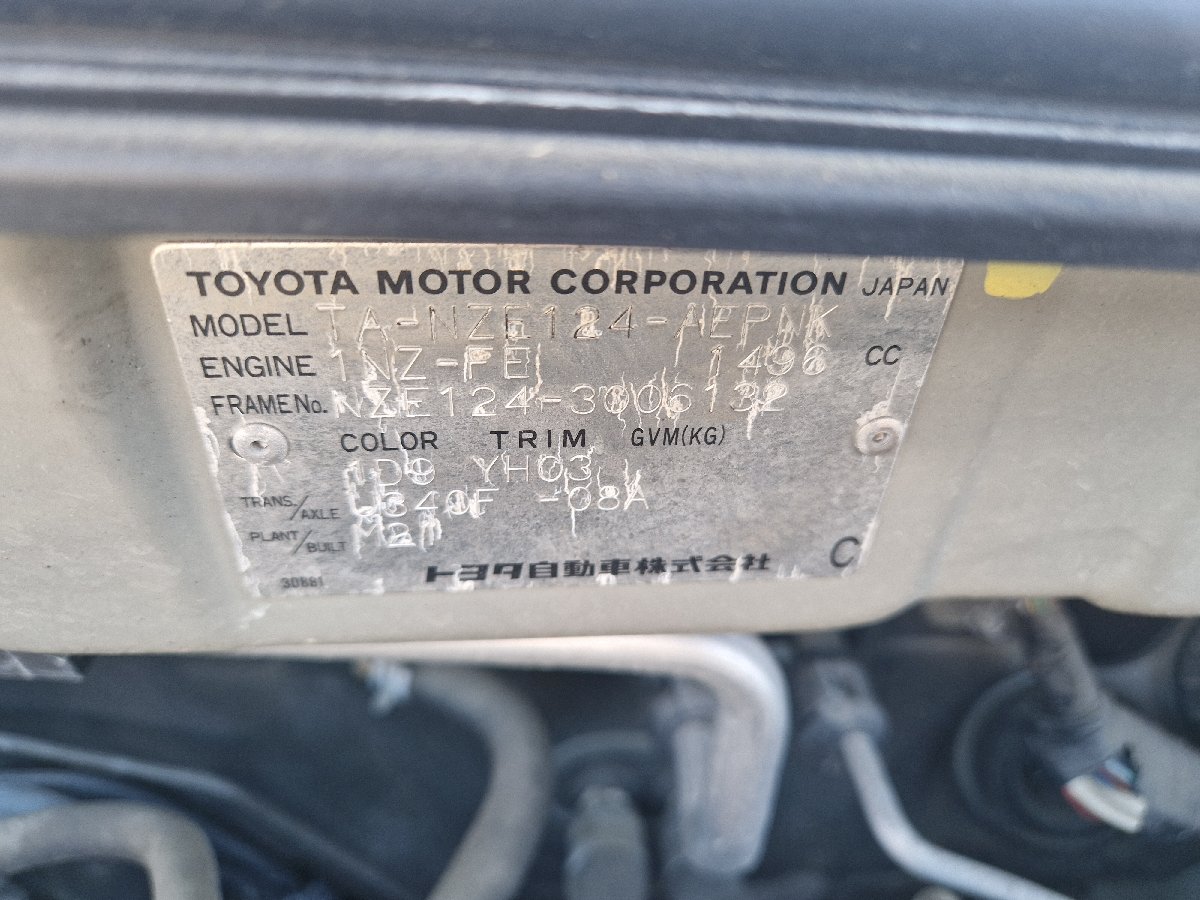 TOYOTA MOTOR CORPORATION JAPAN
MODEL TA-NZE124-AEPNK
ENGINE 1NZ-FE 1496 CC
FRAME No. NZE124-3006132
COLOR TRIM GVM(KG)
1D0 YH03
TRANS./AXLE U340F -08A
PLANT/BUILT M21
トヨタ自動車株式会社 C
30881